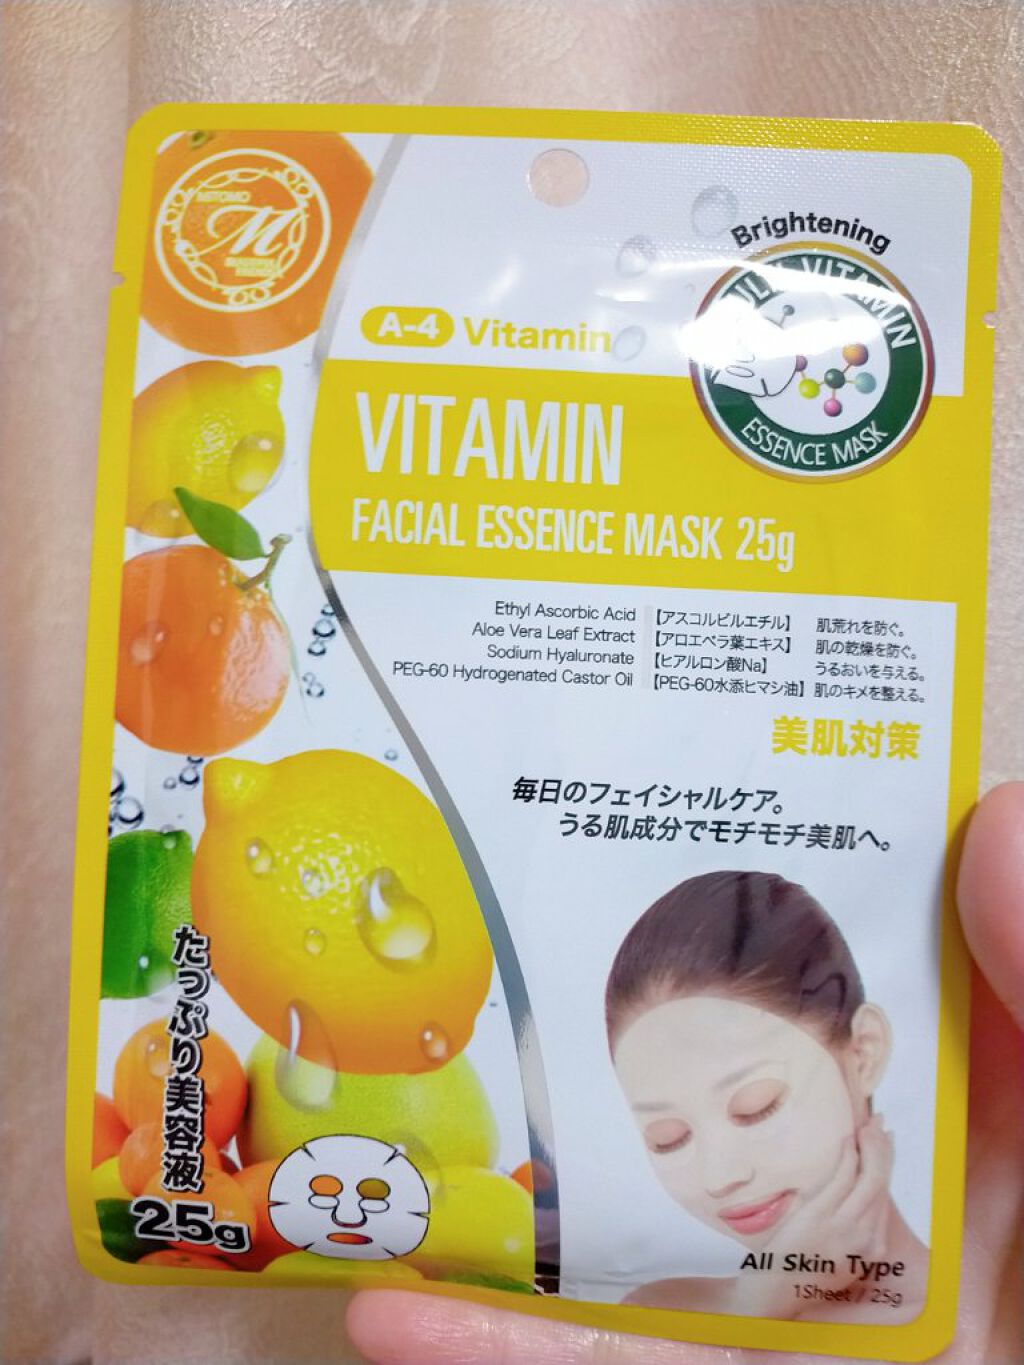 MITOMO
M
Brightening
VITAMIN
ESSENCE MASK
A-4 Vitamin
VITAMIN
FACIAL ESSENCE MASK 25g
Ethyl Ascorbic Acid 【アスコルビルエチル】 肌荒れを防ぐ。
Aloe Vera Leaf Extract 【アロエベラ葉エキス】 肌の乾燥を防ぐ。
Sodium Hyaluronate 【ヒアルロン酸Na】 うるおいを与える。
PEG-60 Hydrogenated Castor Oil 【PEG-60水添ヒマシ油】 肌のキメを整える。
美肌対策
毎日のフェイシャルケア。
うる肌成分でモチモチ美肌へ。
たっぷり美容液
25g
All Skin Type
1Sheet / 25g